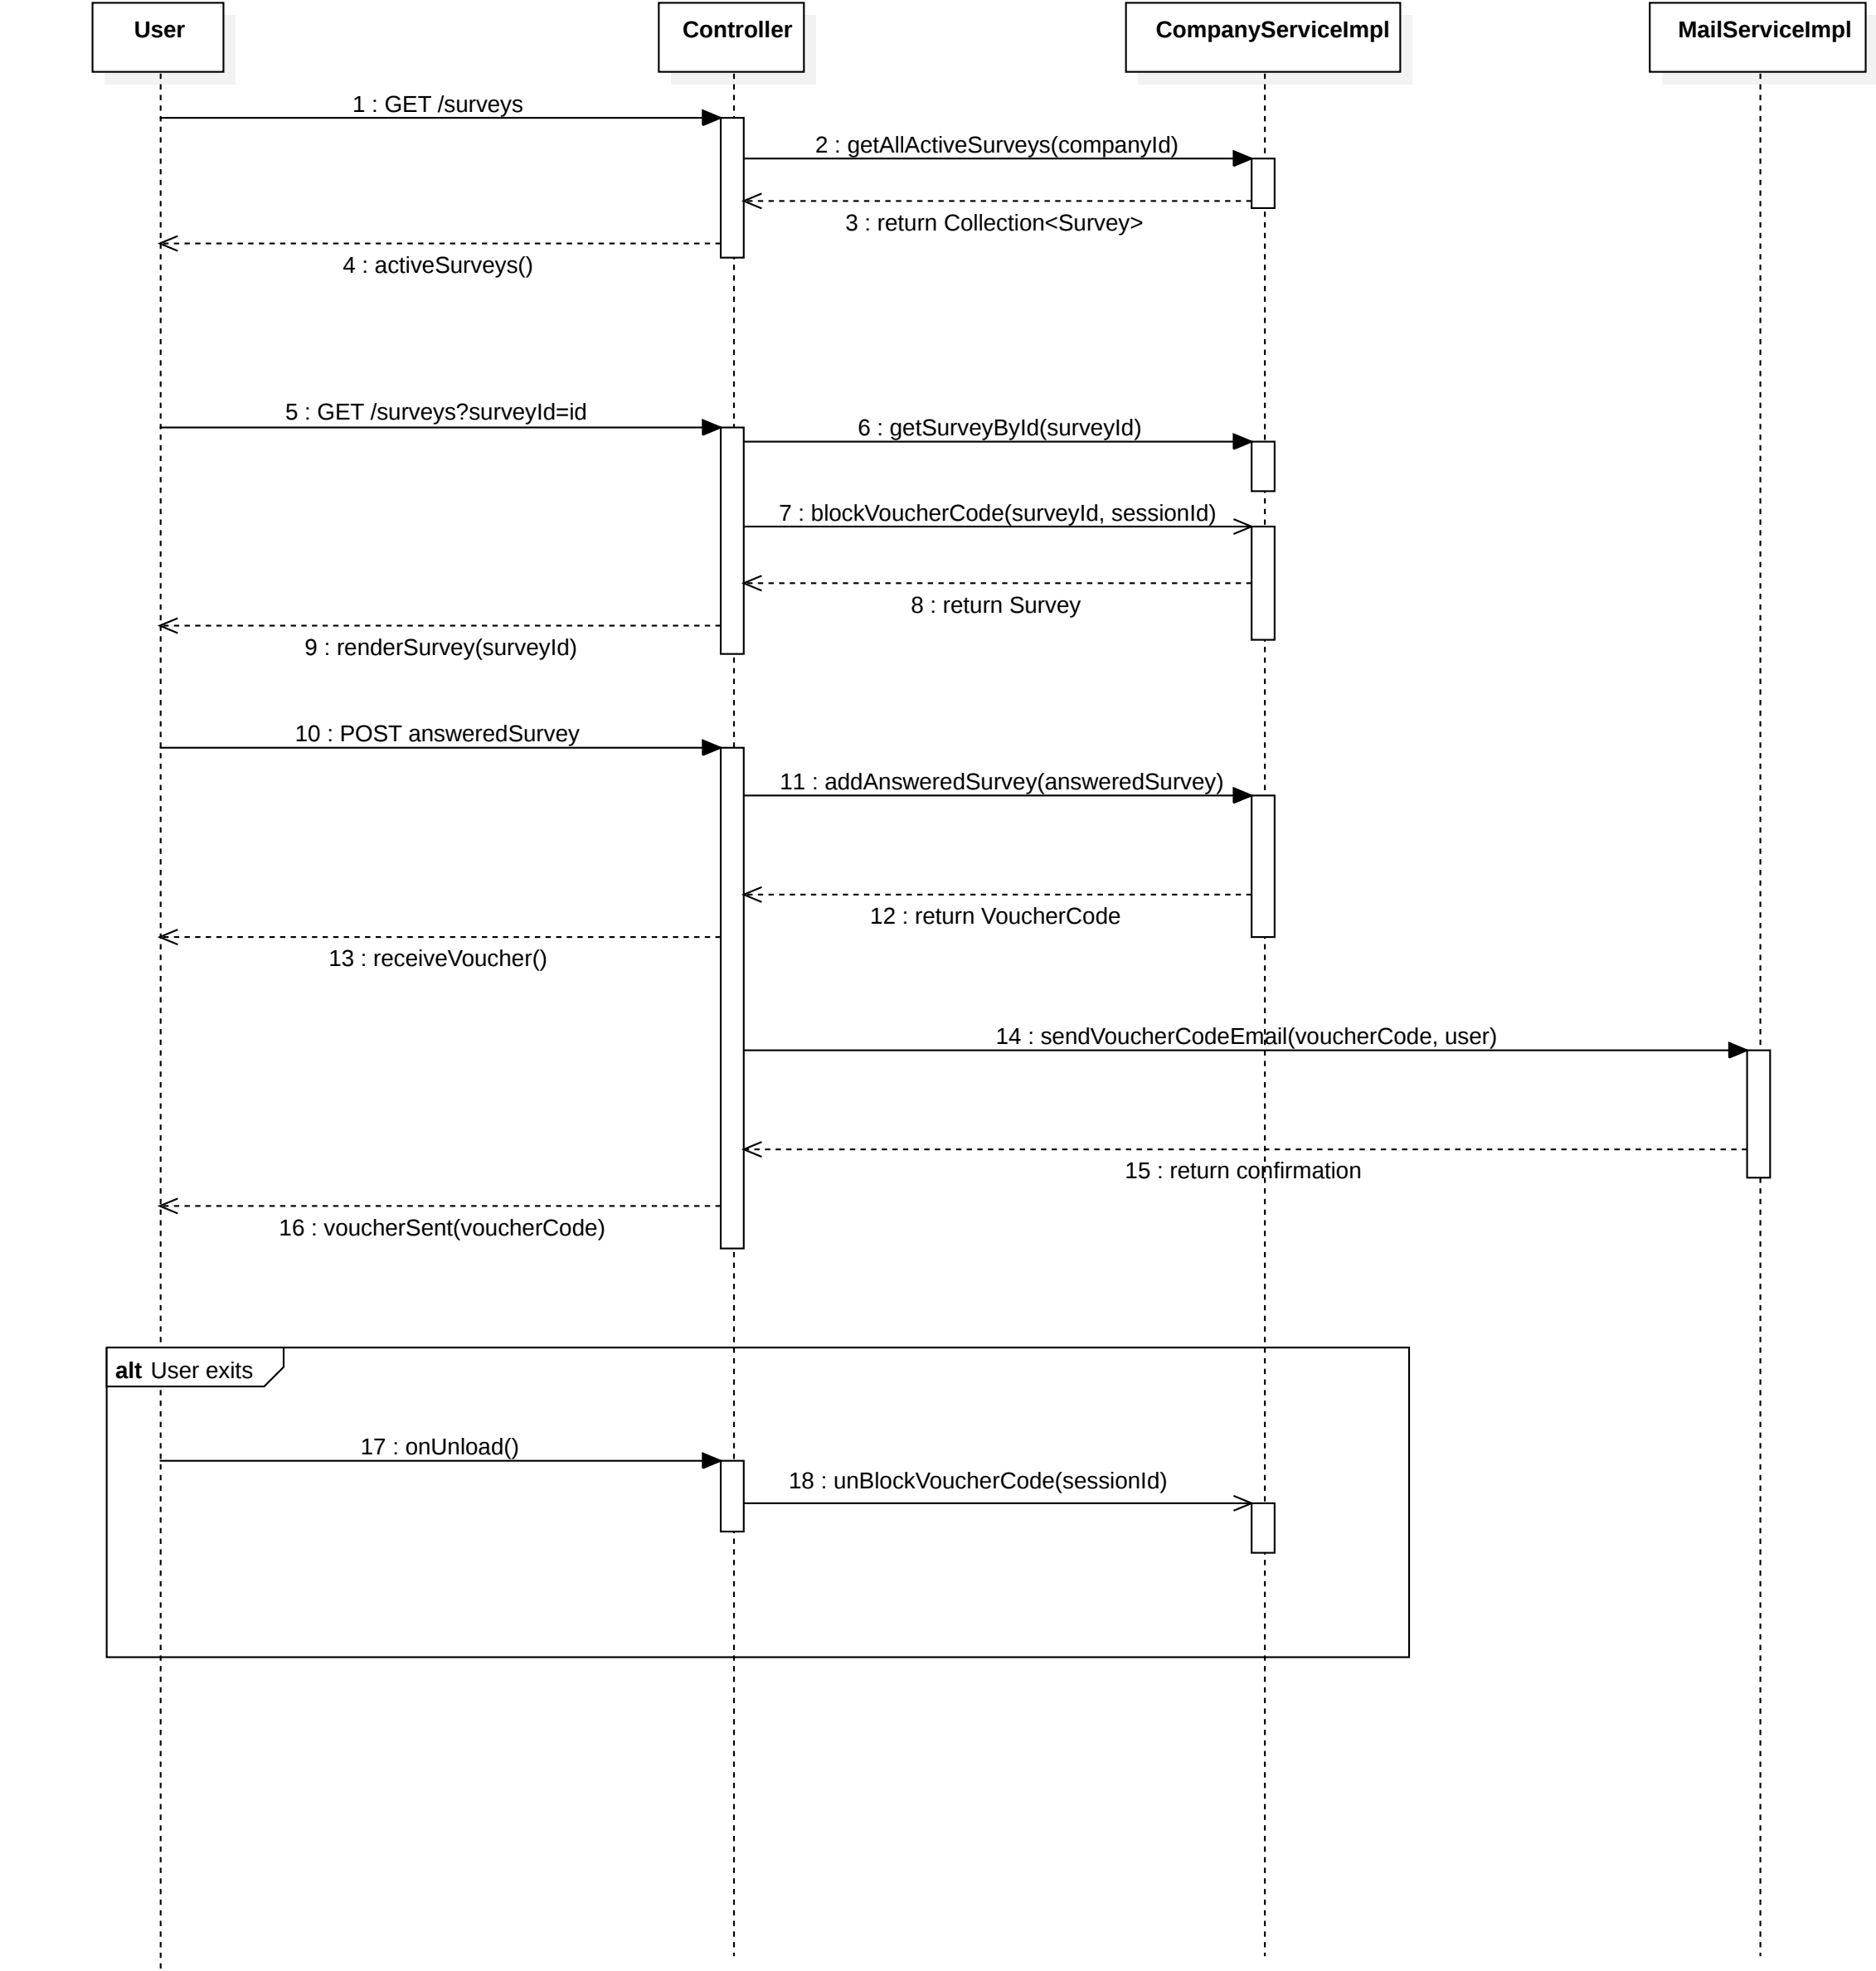 User
Controller
CompanyServiceImpl
MailServiceImpl
1 : GET /surveys
2 : getAllActiveSurveys(companyId)
3 : return Collection<Survey>
4 : activeSurveys()
5 : GET /surveys?surveyId=id
6 : getSurveyById(surveyId)
7 : blockVoucherCode(surveyId, sessionId)
8 : return Survey
9 : renderSurvey(surveyId)
10 : POST answeredSurvey
11 : addAnsweredSurvey(answeredSurvey)
12 : return VoucherCode
13 : receiveVoucher()
14 : sendVoucherCodeEmail(voucherCode, user)
15 : return confirmation
16 : voucherSent(voucherCode)
alt User exits
17 : onUnload()
18 : unBlockVoucherCode(sessionId)